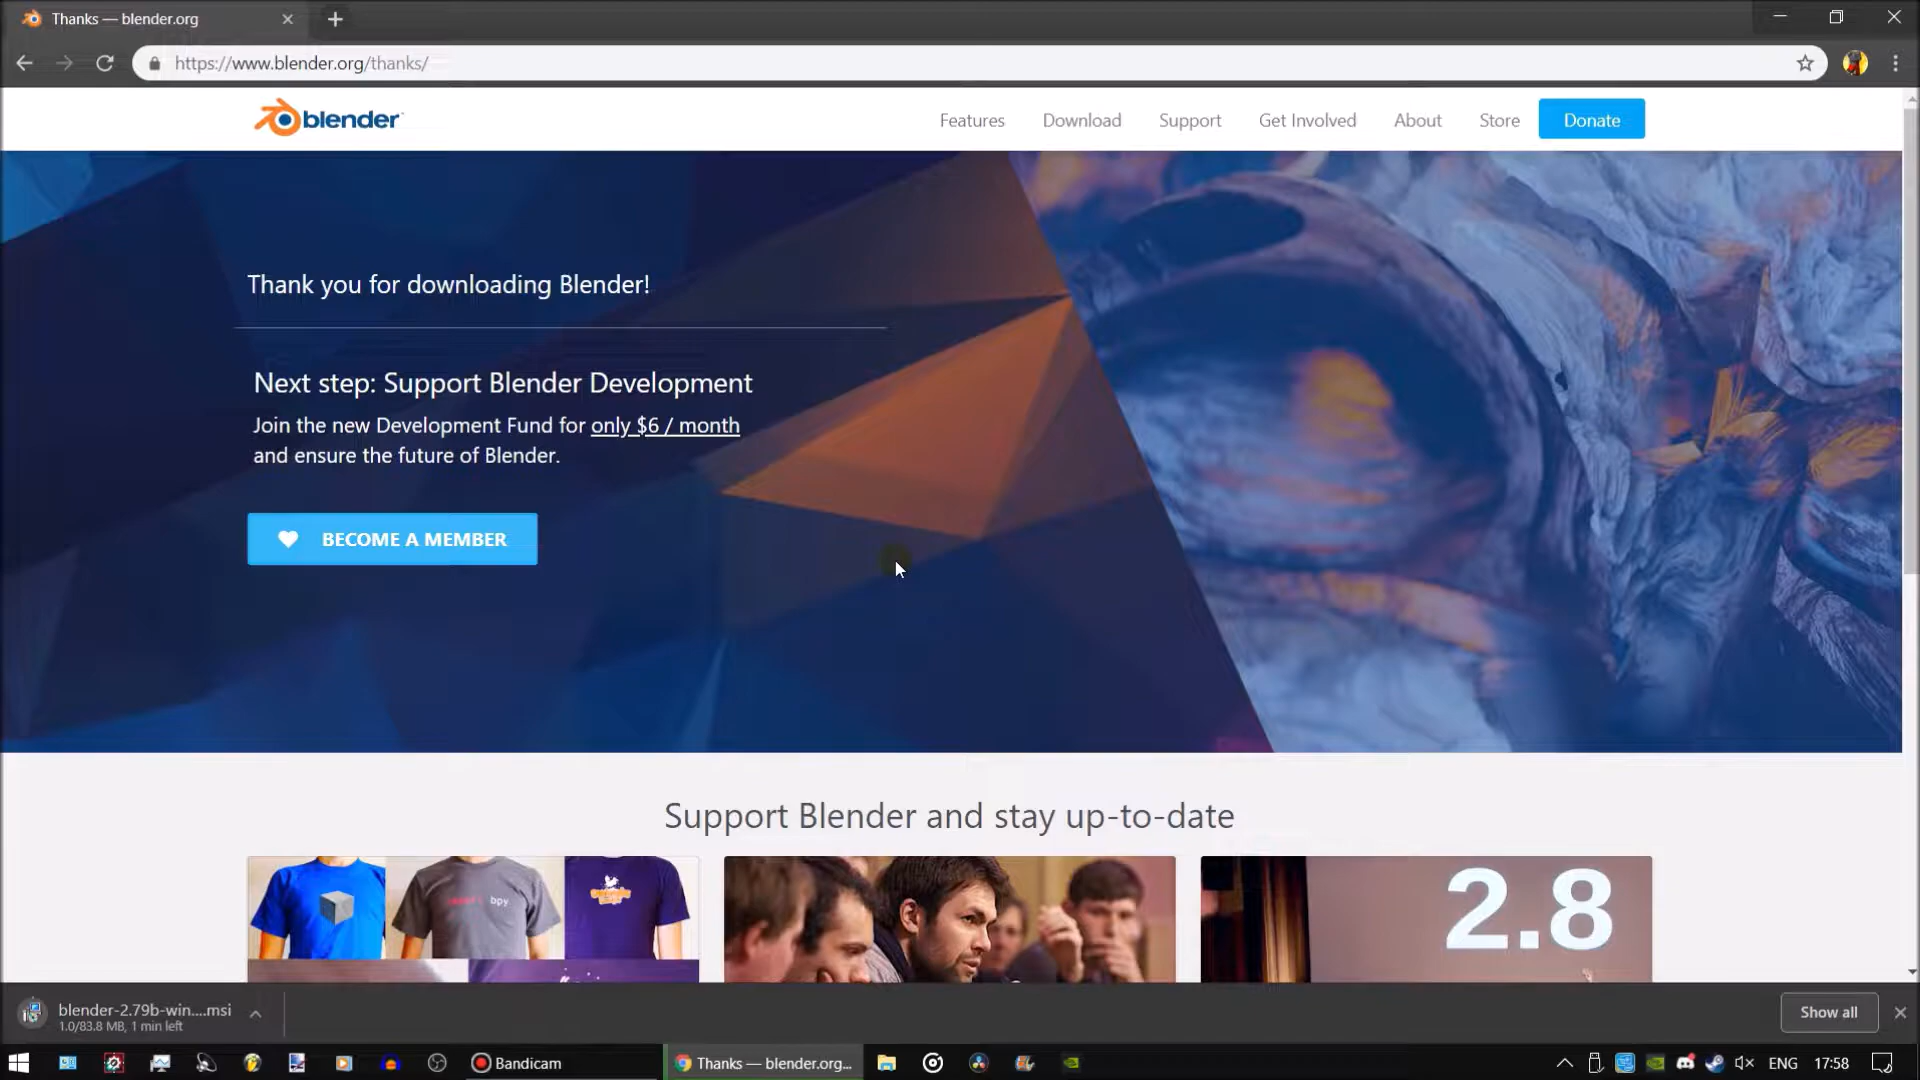 Thanks — blender.org
https://www.blender.org/thanks/
blender
Features
Download
Support
Get Involved
About
Store
Donate
Thank you for downloading Blender!
Next step: Support Blender Development
Join the new Development Fund for only $6 / month
and ensure the future of Blender.
BECOME A MEMBER
Support Blender and stay up-to-date
bpy
2.8
blender-2.79b-win....msi
1.0/83.8 MB, 1 min left
Show all
Bandicam
Thanks — blender.org...
ENG
17:58